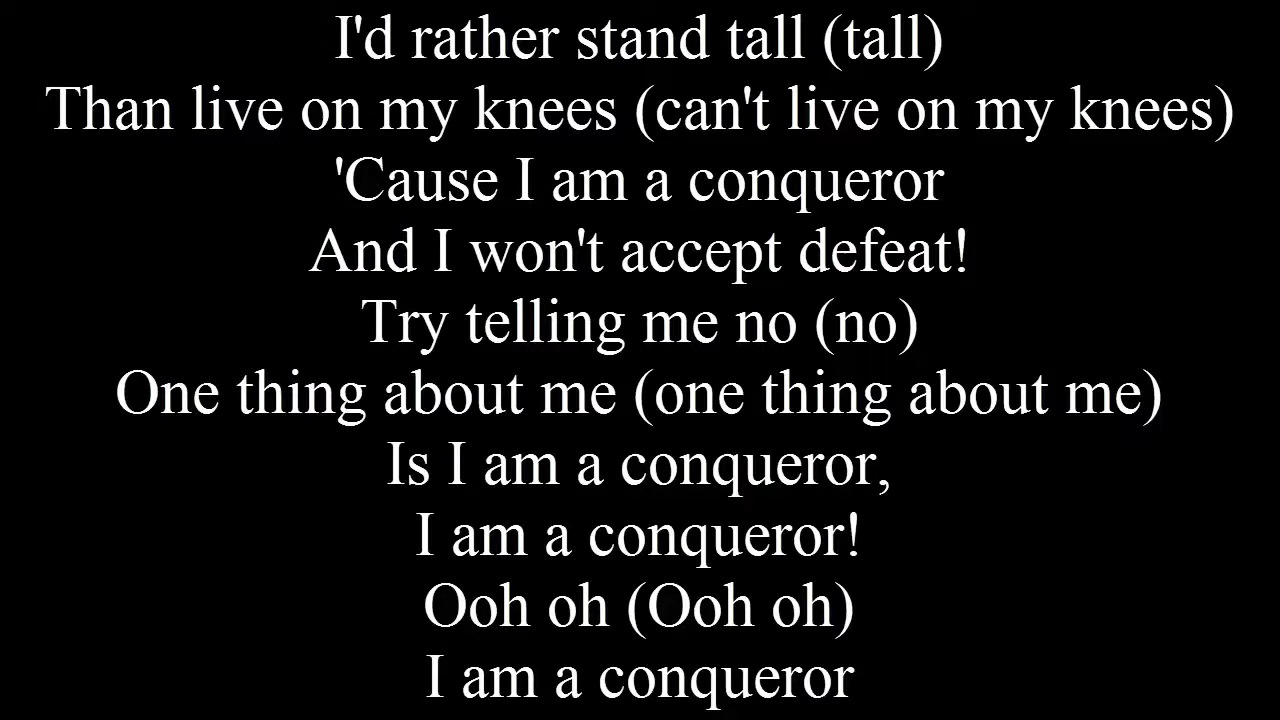 I'd rather stand tall (tall)
Than live on my knees (can't live on my knees)
'Cause I am a conqueror
And I won't accept defeat!
Try telling me no (no)
One thing about me (one thing about me)
Is I am a conqueror,
I am a conqueror!
Ooh oh (Ooh oh)
I am a conqueror